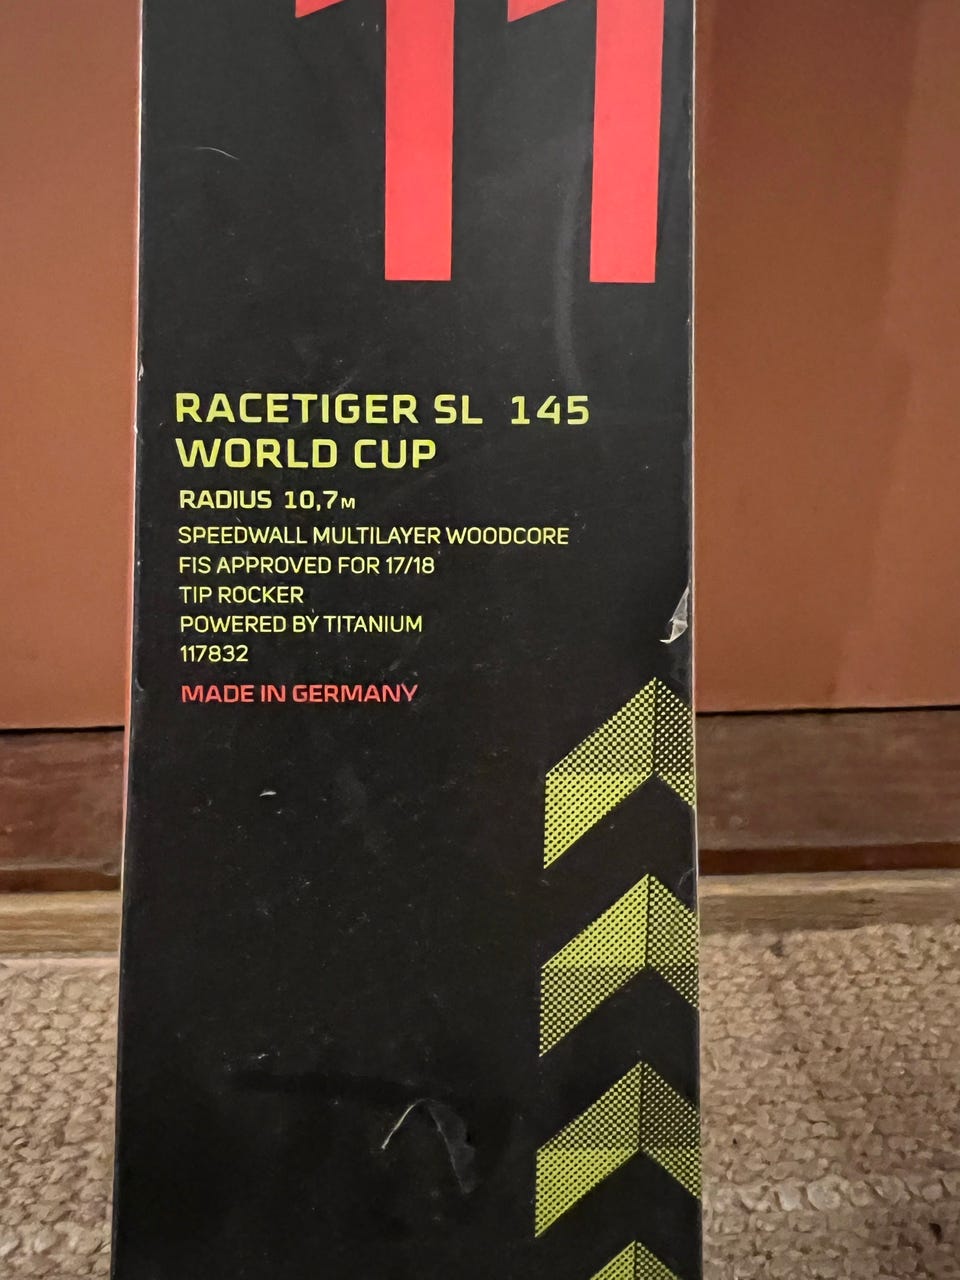 11
RACETIGER SL 145
WORLD CUP
RADIUS 10,7M
SPEEDWALL MULTILAYER WOODCORE
FIS APPROVED FOR 17/18
TIP ROCKER
POWERED BY TITANIUM
117832
MADE IN GERMANY